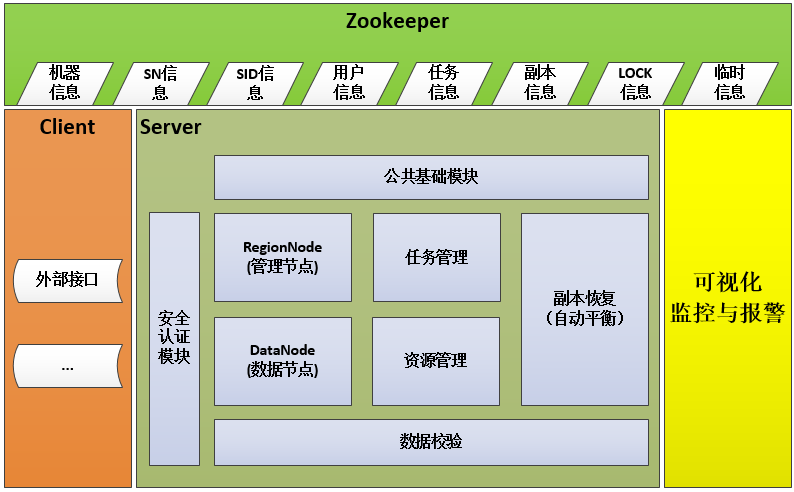 Zookeeper
机器
信息
SN信
息
SID信
息
用户
信息
任务
信息
副本
信息
LOCK
信息
临时
信息
Client
外部接口
...
Server
公共基础模块
安全
认证
模块
RegionNode
(管理节点)
任务管理
副本恢复
（自动平衡）
DataNode
(数据节点)
资源管理
数据校验
可视化
监控与报警